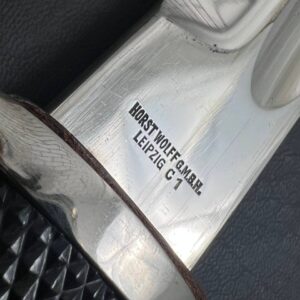 HORST WOLFF G.M.B.H.
LEIPZIG C 1